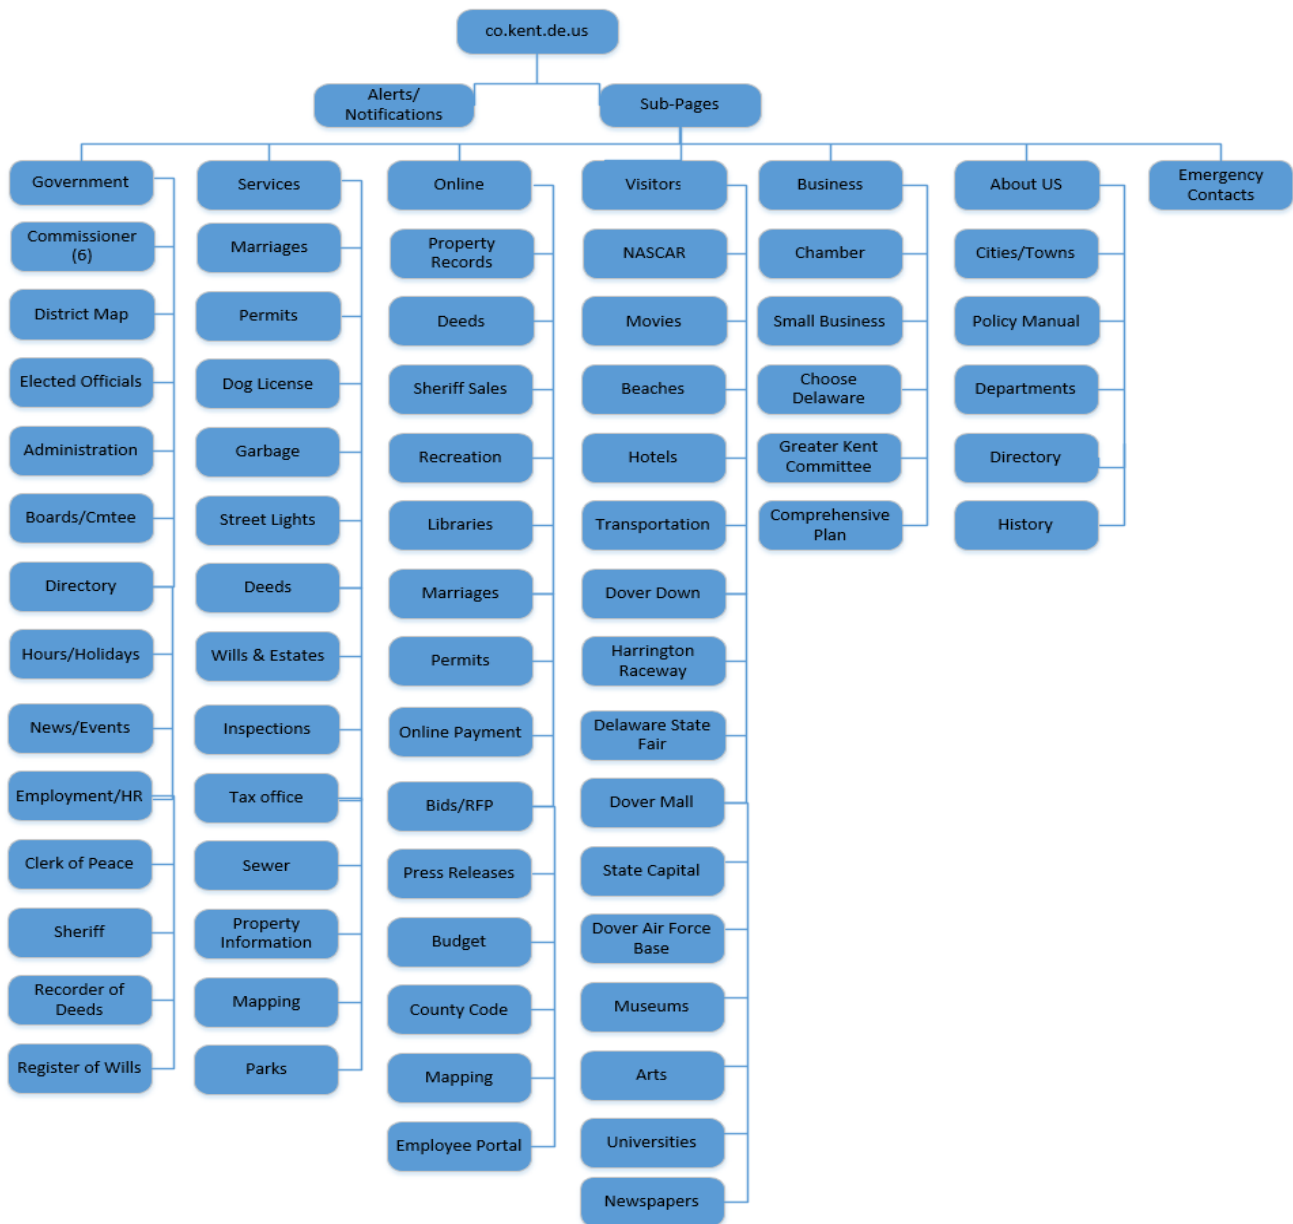 co.kent.de.us
Alerts/
Notifications
Sub-Pages
Government
Commissioner
(6)
District Map
Elected Officials
Administration
Boards/Cmtee
Directory
Hours/Holidays
News/Events
Employment/HR
Clerk of Peace
Sheriff
Recorder of
Deeds
Register of Wills
Services
Marriages
Permits
Dog License
Garbage
Street Lights
Deeds
Wills & Estates
Inspections
Tax office
Sewer
Property
Information
Mapping
Parks
Online
Property
Records
Deeds
Sheriff Sales
Recreation
Libraries
Marriages
Permits
Online Payment
Bids/RFP
Press Releases
Budget
County Code
Mapping
Employee Portal
Visitors
NASCAR
Movies
Beaches
Hotels
Transportation
Dover Down
Harrington
Raceway
Delaware State
Fair
Dover Mall
State Capital
Dover Air Force
Base
Museums
Arts
Universities
Newspapers
Business
Chamber
Small Business
Choose
Delaware
Greater Kent
Committee
Comprehensive
Plan
About US
Cities/Towns
Policy Manual
Departments
Directory
History
Emergency
Contacts